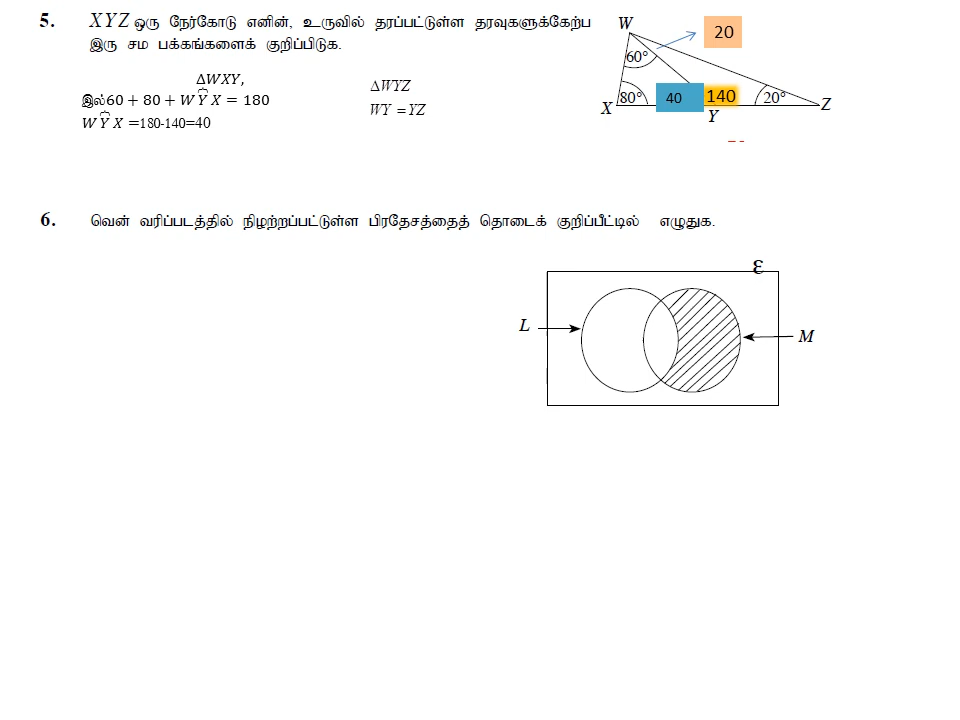 5. XYZ ஒரு நேர்கோடு எனின், உருவில் தரப்பட்டுள்ள தரவுகளுக்கேற்ப
இரு சம பக்கங்களைக் குறிப்பிடுக.
ΔWXY,
இல்60 + 80 + WŶX = 180
WŶX =180-140=40
ΔWYZ
WY = YZ
W
20
60°
X
80°
40
140
20°
Z
Y
6. வென் வரிப்படத்தில் நிழற்றப்பட்டுள்ள பிரதேசத்தைத் தொடைக் குறிப்பீட்டில் எழுதுக.
ε
L
M